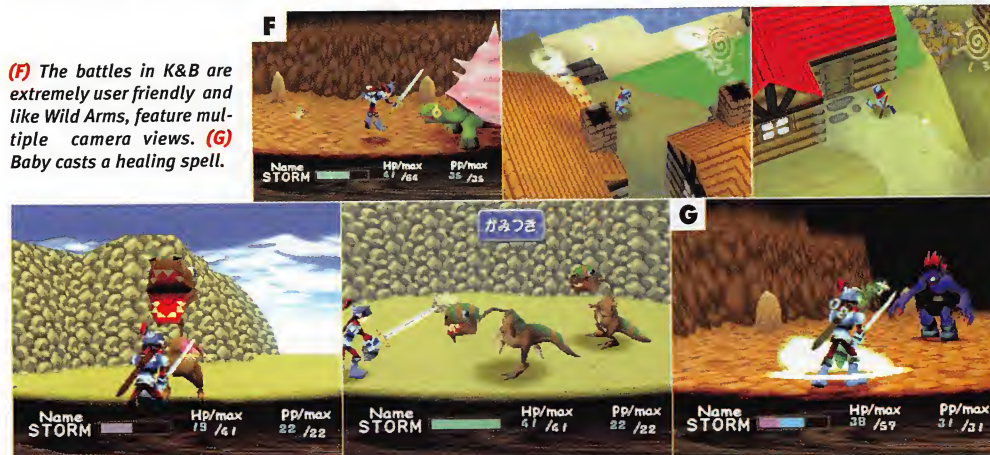 (F) The battles in K&B are
extremely user friendly and
like Wild Arms, feature mul-
tiple camera views. (G)
Baby casts a healing spell.
F
Name HP/max PP/max
STORM 41/64 35/35
Name HP/max PP/max
STORM 19/41 22/22
がみつき
Name HP/max PP/max
STORM 41/41 22/22
G
Name HP/max PP/max
STORM 38/57 31/31